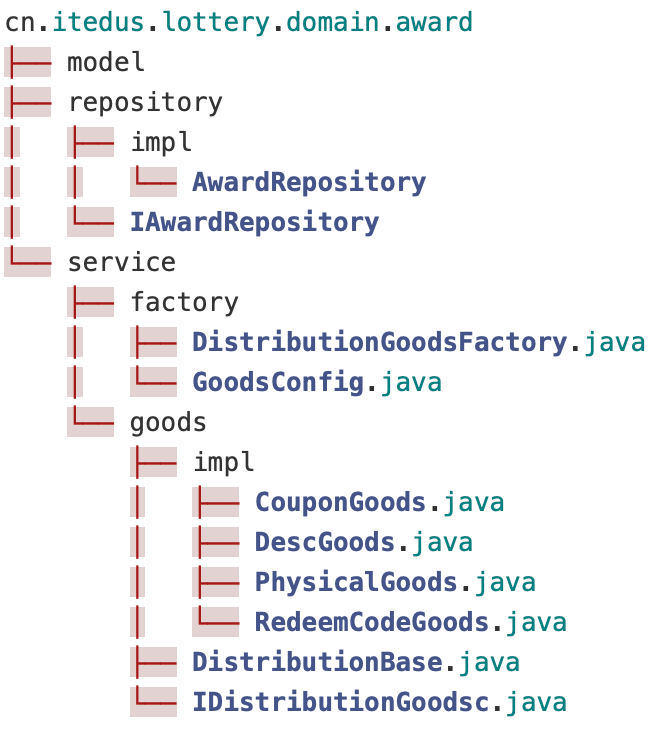 cn.itedus.lottery.domain.award
├── model
├── repository
│   ├── impl
│   │   └── AwardRepository
│   └── IAwardRepository
└── service
    ├── factory
    │   ├── DistributionGoodsFactory.java
    │   └── GoodsConfig.java
    └── goods
        ├── impl
        │   ├── CouponGoods.java
        │   ├── DescGoods.java
        │   ├── PhysicalGoods.java
        │   └── RedeemCodeGoods.java
        ├── DistributionBase.java
        └── IDistributionGoodsc.java